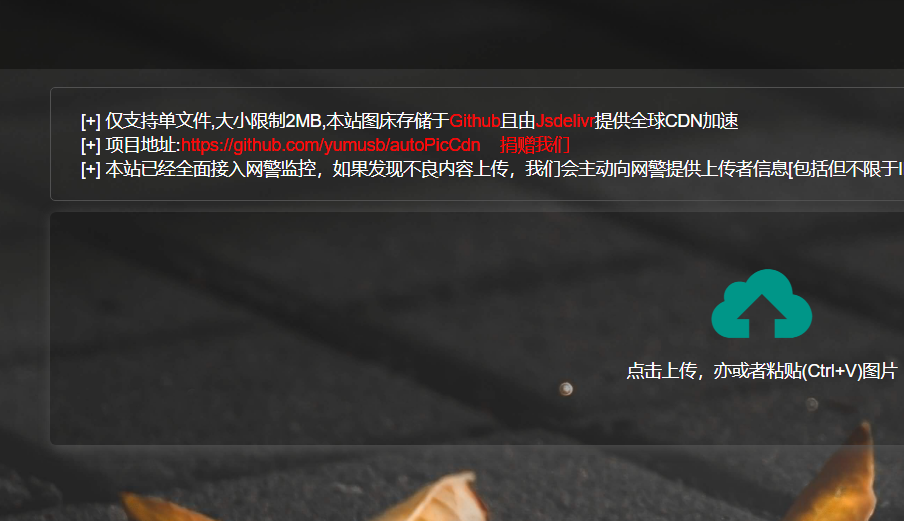 [+] 仅支持单文件,大小限制2MB,本站图床存储于Github且由Jsdelivr提供全球CDN加速
[+] 项目地址:https://github.com/yumusb/autoPicCdn 捐赠我们
[+] 本站已经全面接入网警监控，如果发现不良内容上传，我们会主动向网警提供上传者信息[包括但不限于I
点击上传，亦或者粘贴(Ctrl+V)图片